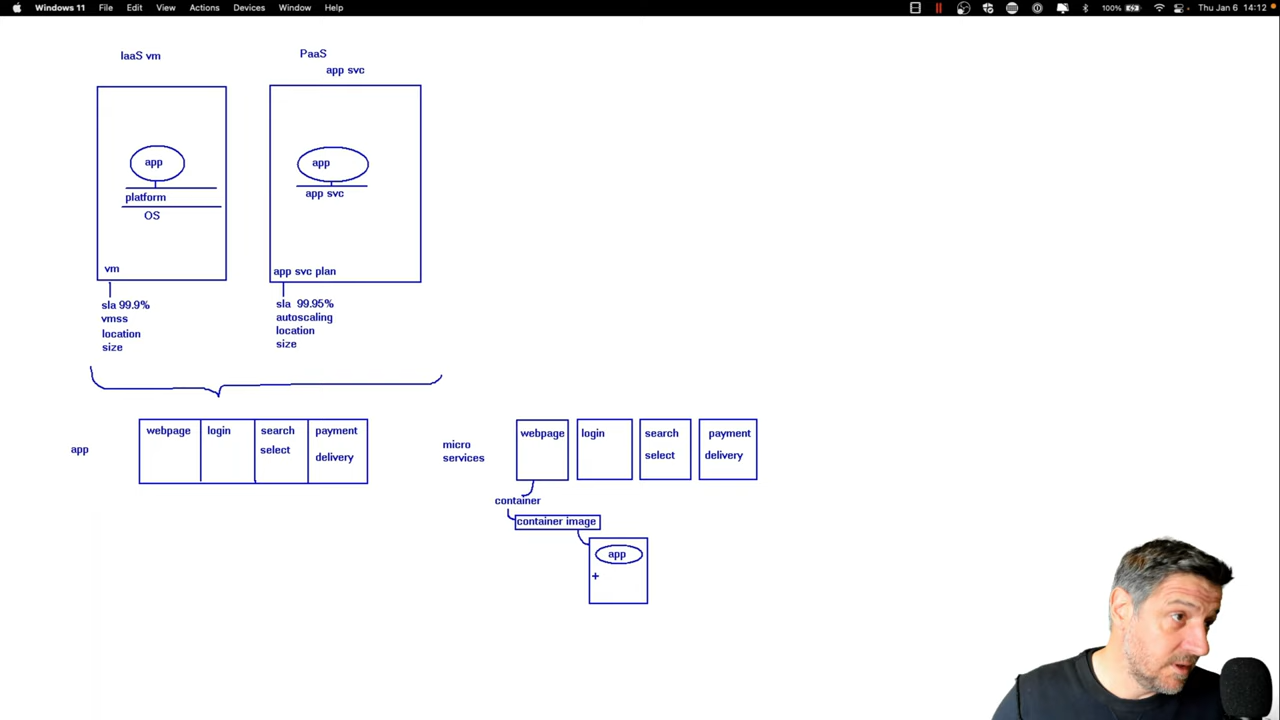 Windows 11 File Edit View Actions Devices Window Help 100% Thu Jan 6 14:12
IaaS vm
PaaS
app svc
app
platform
OS
vm
sla 99.9%
vmss
location
size
app
app svc
app svc plan
sla 99.95%
autoscaling
location
size
app
webpage
login
search
select
payment
delivery
micro
services
webpage
login
search
select
payment
delivery
container
container image
app
+